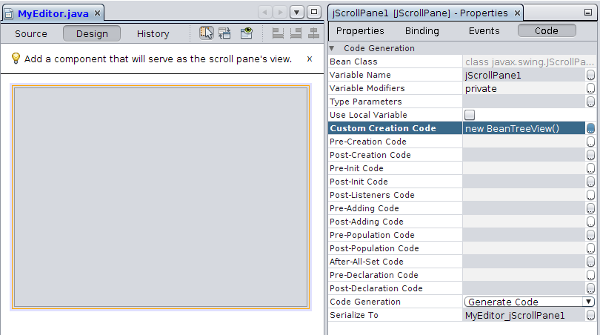 MyEditor.java x
Source Design History
Add a component that will serve as the scroll pane's view. x
jScrollPane1 [JScrollPane] - Properties x
Properties Binding Events Code
Code Generation
Bean Class class javax.swing.JScrollPa...
Variable Name jScrollPane1 ...
Variable Modifiers private ...
Type Parameters ...
Use Local Variable ...
Custom Creation Code new BeanTreeView() ...
Pre-Creation Code ...
Post-Creation Code ...
Pre-Init Code ...
Post-Init Code ...
Post-Listeners Code ...
Pre-Adding Code ...
Post-Adding Code ...
Pre-Population Code ...
Post-Population Code ...
After-All-Set Code ...
Pre-Declaration Code ...
Post-Declaration Code ...
Code Generation Generate Code
Serialize To MyEditor_jScrollPane1 ...